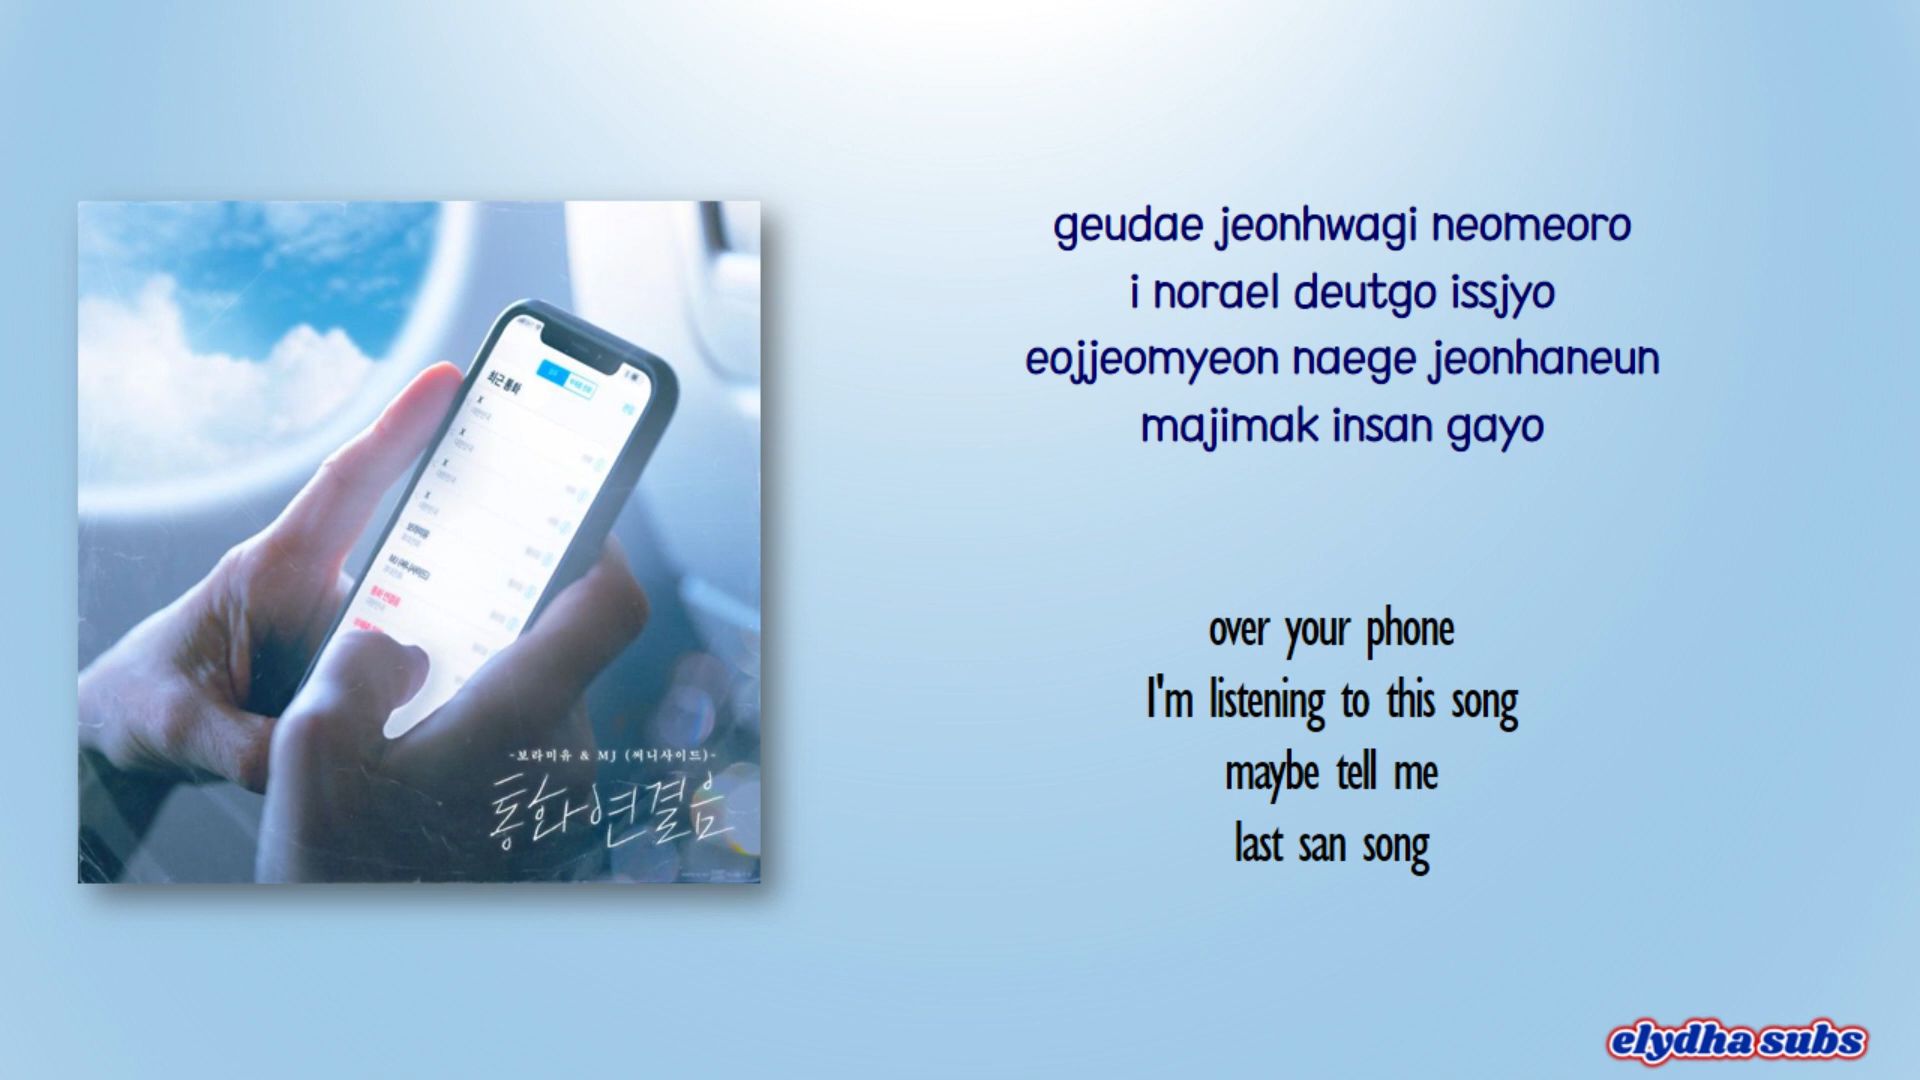 최근 통화
X
X
X
X
-보라미유 & MJ (써니사이드)-
통화연결음
geudae jeonhwagi neomeoro
i norael deutgo issjyo
eojjeomyeon naege jeonhaneun
majimak insan gayo
over your phone
I'm listening to this song
maybe tell me
last san song
elydha subs